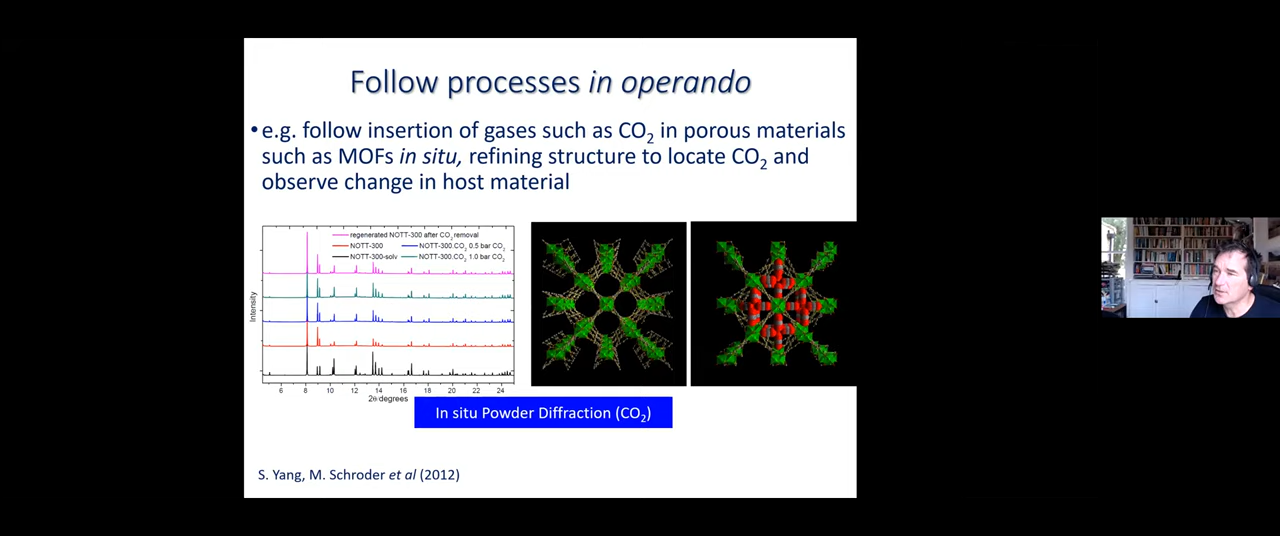 Follow processes in operando
• e.g. follow insertion of gases such as CO₂ in porous materials
such as MOFs in situ, refining structure to locate CO₂ and
observe change in host material
regenerated NOTT-300 after CO₂ removal
NOTT-300 NOTT-300.CO₂ 0.5 bar CO₂
NOTT-300-solv NOTT-300.CO₂ 1.0 bar CO₂
Intensity
6 8 10 12 14 16 18 20 22 24
2θ degrees
In situ Powder Diffraction (CO₂)
S. Yang, M. Schroder et al (2012)